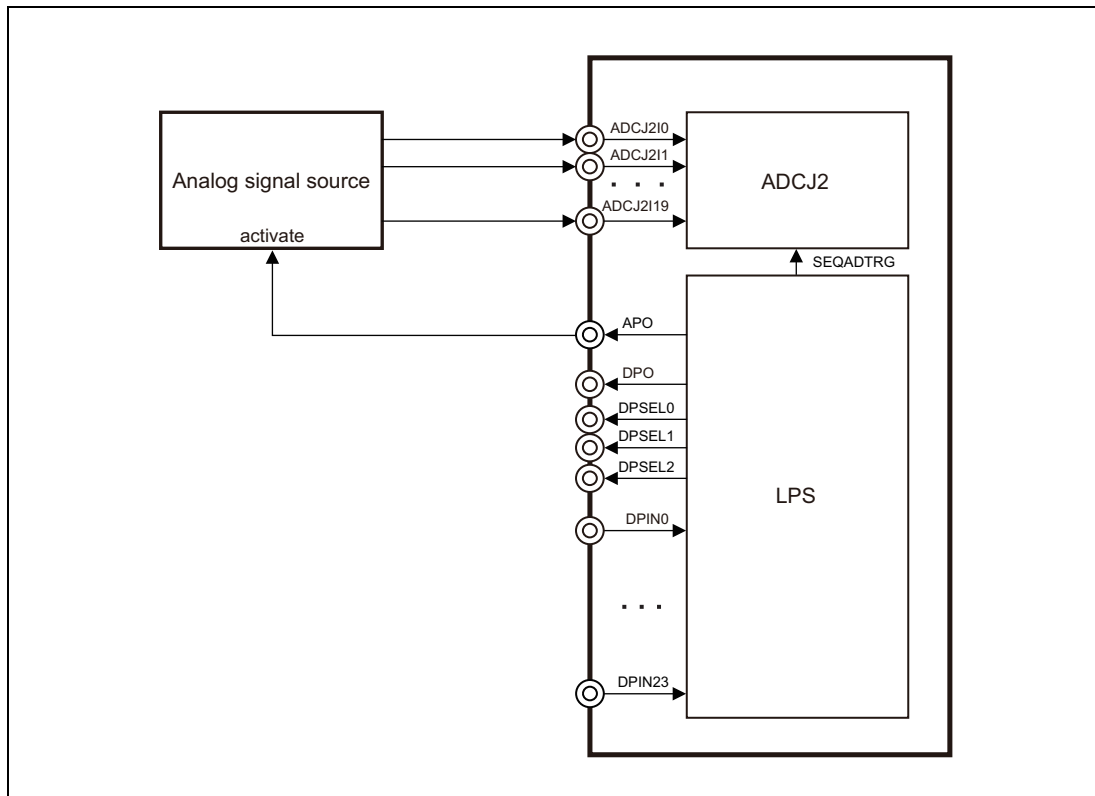 ADCJ2I0
ADCJ2I1
Analog signal source
. . .
ADCJ2
ADCJ2I19
activate
SEQADTRG
APO
DPO
DPSEL0
DPSEL1
DPSEL2
LPS
DPIN0
. . .
DPIN23